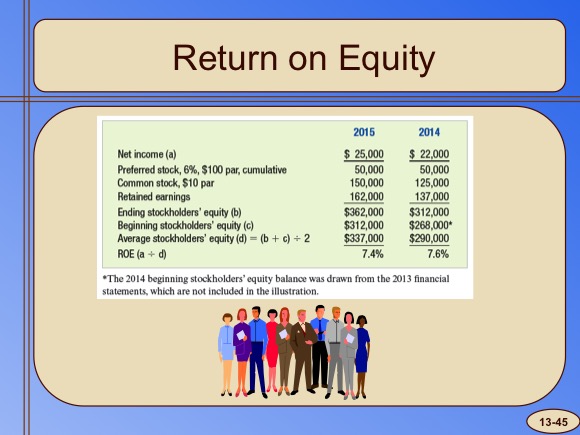 Return on Equity
2015 2014
Net income (a) $ 25,000 $ 22,000
Preferred stock, 6%, $100 par, cumulative 50,000 50,000
Common stock, $10 par 150,000 125,000
Retained earnings 162,000 137,000
Ending stockholders' equity (b) $362,000 $312,000
Beginning stockholders' equity (c) $312,000 $268,000*
Average stockholders' equity (d) = (b + c) ÷ 2 $337,000 $290,000
ROE (a ÷ d) 7.4% 7.6%
*The 2014 beginning stockholders' equity balance was drawn from the 2013 financial
statements, which are not included in the illustration.
13-45